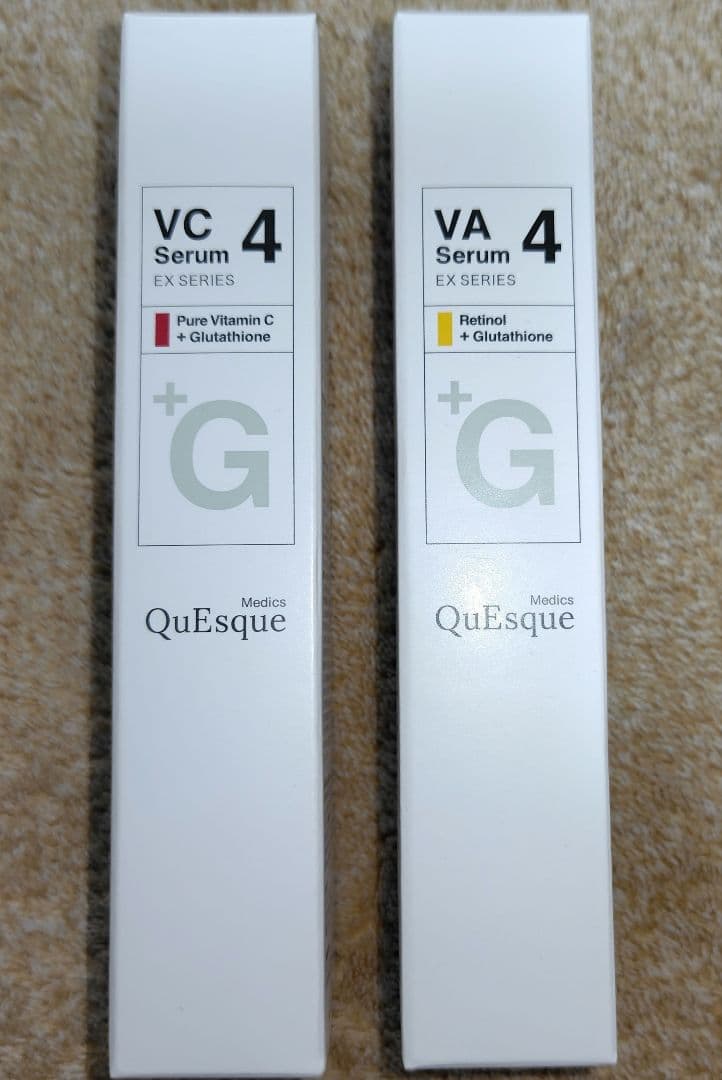 VC
Serum 4
EX SERIES
Pure Vitamin C
+ Glutathione
+G
Medics
QuEsque
VA
Serum 4
EX SERIES
Retinol
+ Glutathione
+G
Medics
QuEsque